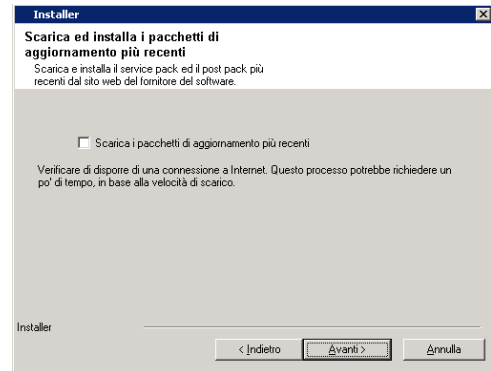 Installer
Scarica ed installa i pacchetti di
aggiornamento più recenti
Scarica e installa il service pack ed il post pack più
recenti dal sito web del fornitore del software.
Scarica i pacchetti di aggiornamento più recenti
Verificare di disporre di una connessione a Internet. Questo processo potrebbe richiedere un
po' di tempo, in base alla velocità di scarico.
Installer
< Indietro
Avanti >
Annulla